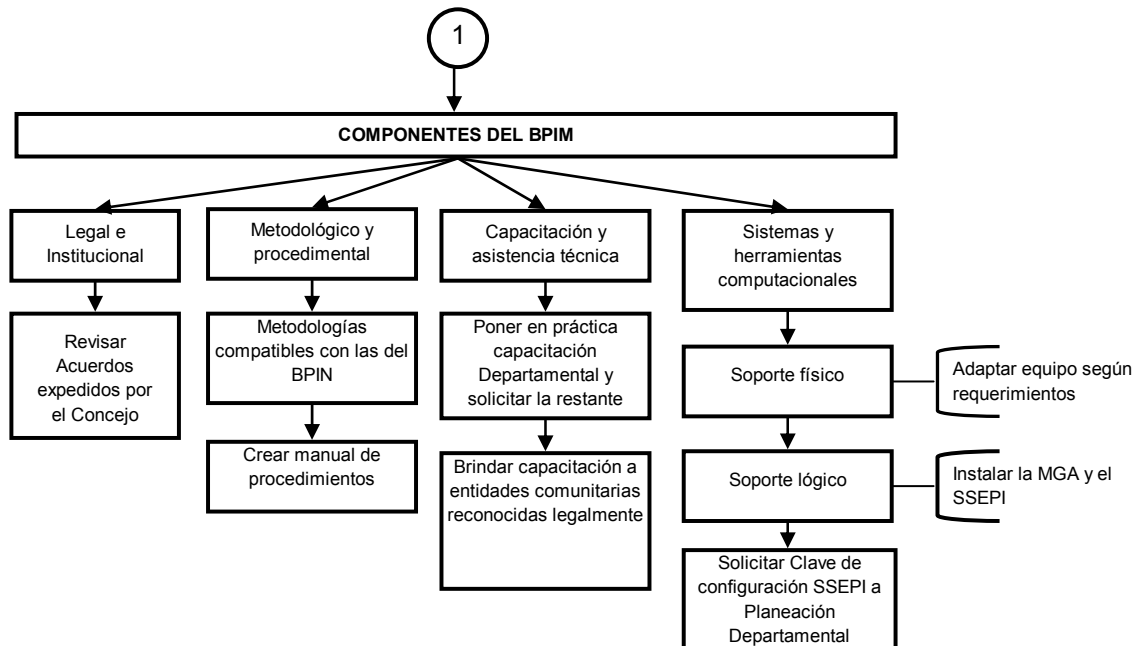 1
COMPONENTES DEL BPIM
Legal e
Institucional
Revisar
Acuerdos
expedidos por
el Concejo
Metodológico y
procedimental
Metodologías
compatibles con las del
BPIN
Crear manual de
procedimientos
Capacitación y
asistencia técnica
Poner en práctica
capacitación
Departamental y
solicitar la restante
Brindar capacitación a
entidades comunitarias
reconocidas legalmente
Sistemas y
herramientas
computacionales
Soporte físico
Adaptar equipo según
requerimientos
Soporte lógico
Instalar la MGA y el
SSEPI
Solicitar Clave de
configuración SSEPI a
Planeación
Departamental